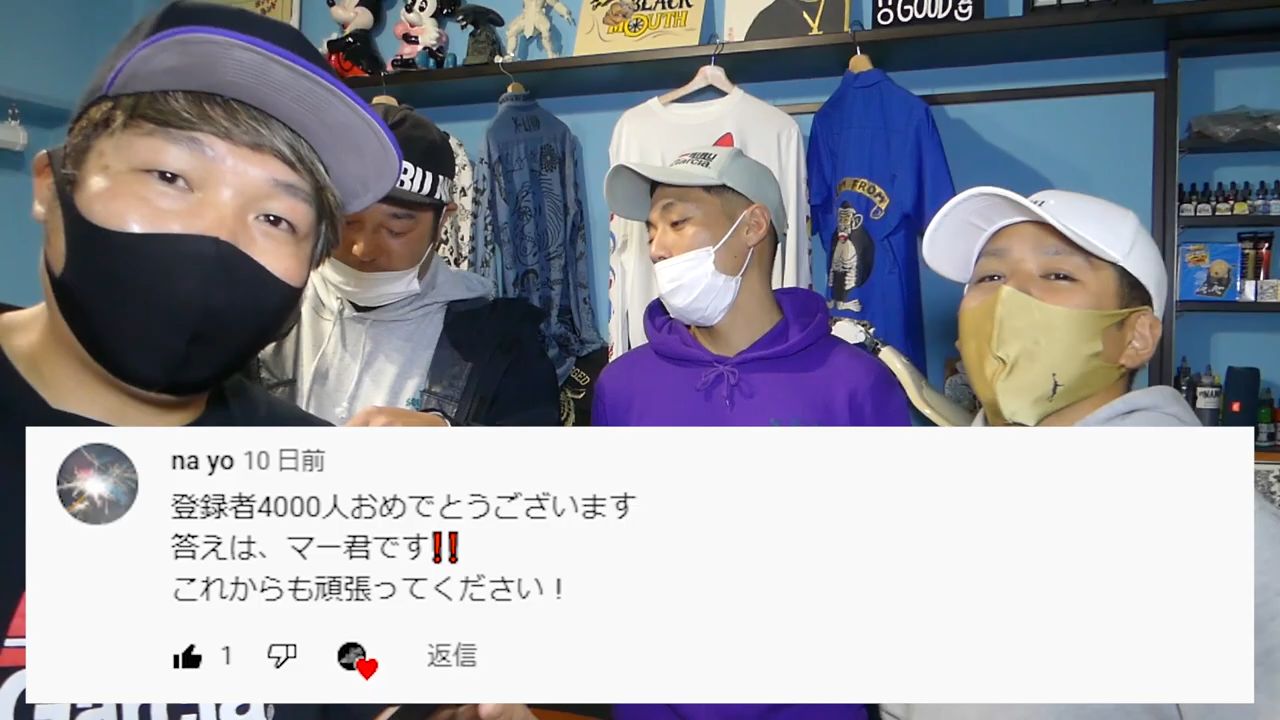 BLACK
MOUTH
GOODS
Garcia.
na yo 10 日前
登録者4000人おめでとうございます
答えは、マー君です‼️
これからも頑張ってください！
1
返信